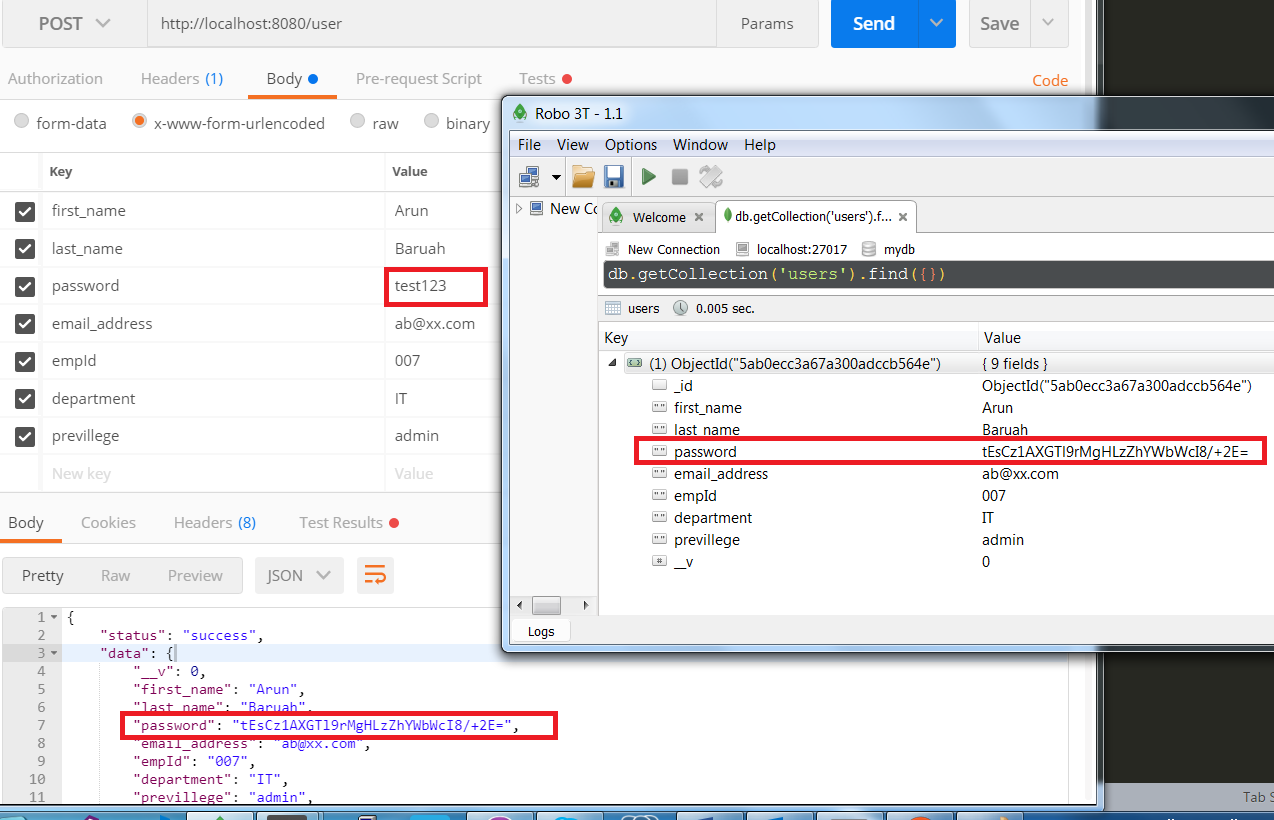 POST http://localhost:8080/user Params Send Save
Authorization Headers (1) Body Pre-request Script Tests Code
form-data x-www-form-urlencoded raw binary
Key Value
first_name Arun
last_name Baruah
password test123
email_address ab@xx.com
empId 007
department IT
previllege admin
New key Value
Body Cookies Headers (8) Test Results
Pretty Raw Preview JSON
1 {
2 "status": "success",
3 "data": {
4 "__v": 0,
5 "first_name": "Arun",
6 "last_name": "Baruah",
7 "password": "tEsCz1AXGTl9rMgHLzZhYWbWcI8/+2E=",
8 "email_address": "ab@xx.com",
9 "empId": "007",
10 "department": "IT",
11 "previllege": "admin",
Robo 3T - 1.1
File View Options Window Help
New Co
Welcome db.getCollection('users').f...
New Connection localhost:27017 mydb
db.getCollection('users').find({})
users 0.005 sec.
Key Value
(1) ObjectId("5ab0ecc3a67a300adccb564e") { 9 fields }
_id ObjectId("5ab0ecc3a67a300adccb564e")
first_name Arun
last_name Baruah
password tEsCz1AXGTl9rMgHLzZhYWbWcI8/+2E=
email_address ab@xx.com
empId 007
department IT
previllege admin
__v 0
Logs
Tab S